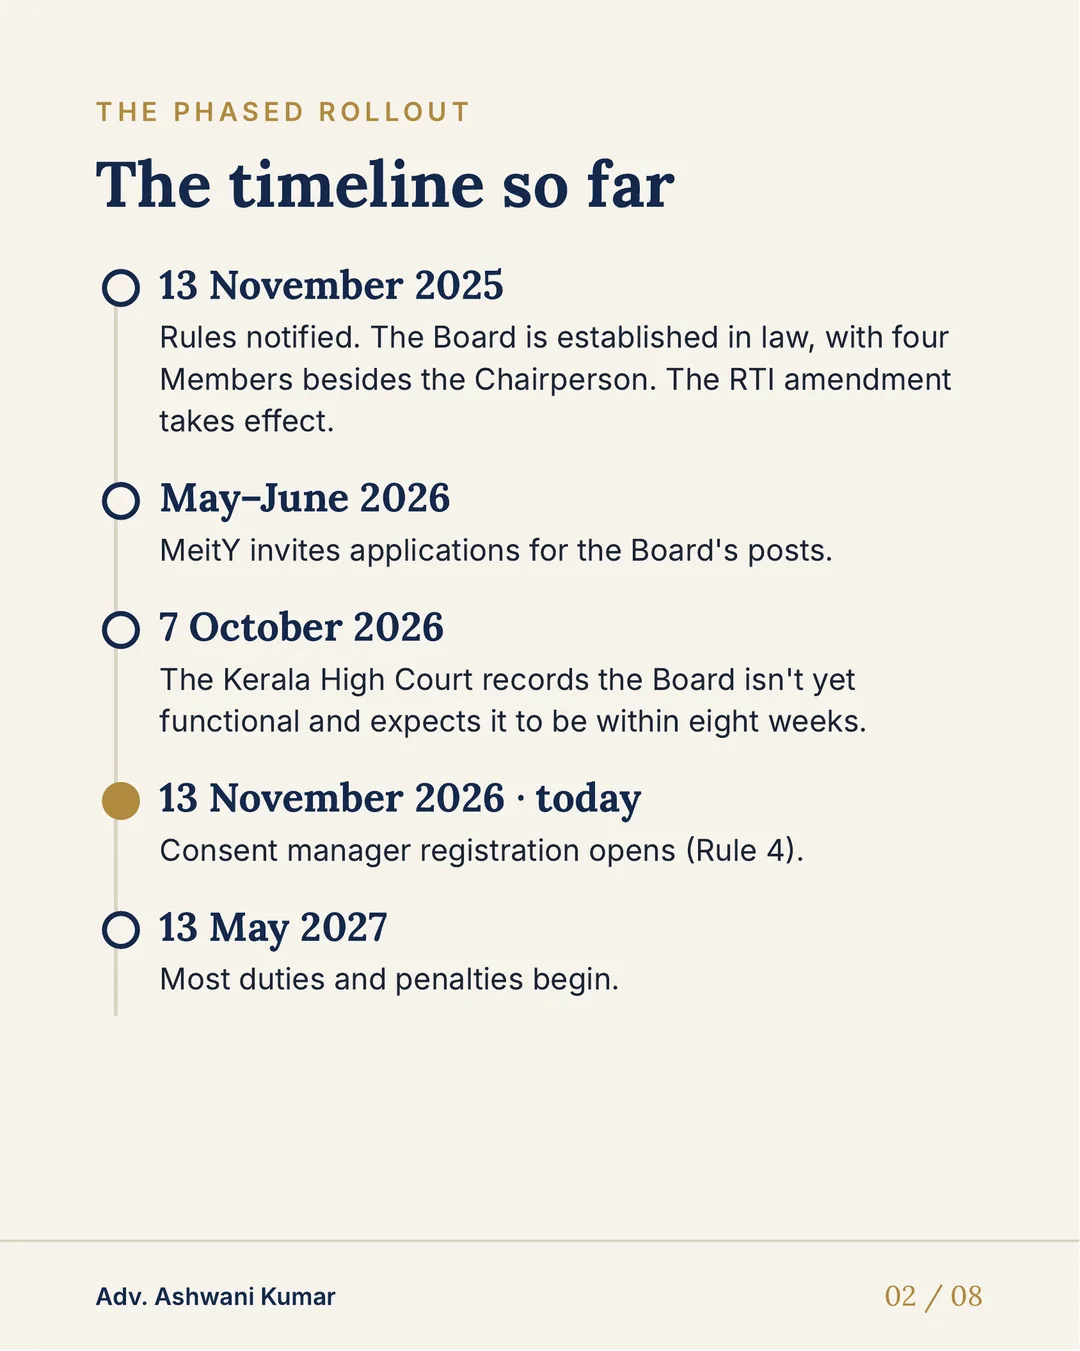 THE PHASED ROLLOUT
The timeline so far
13 November 2025
Rules notified. The Board is established in law, with four
Members besides the Chairperson. The RTI amendment
takes effect.
May–June 2026
MeitY invites applications for the Board's posts.
7 October 2026
The Kerala High Court records the Board isn't yet
functional and expects it to be within eight weeks.
13 November 2026 · today
Consent manager registration opens (Rule 4).
13 May 2027
Most duties and penalties begin.
Adv. Ashwani Kumar
02 / 08